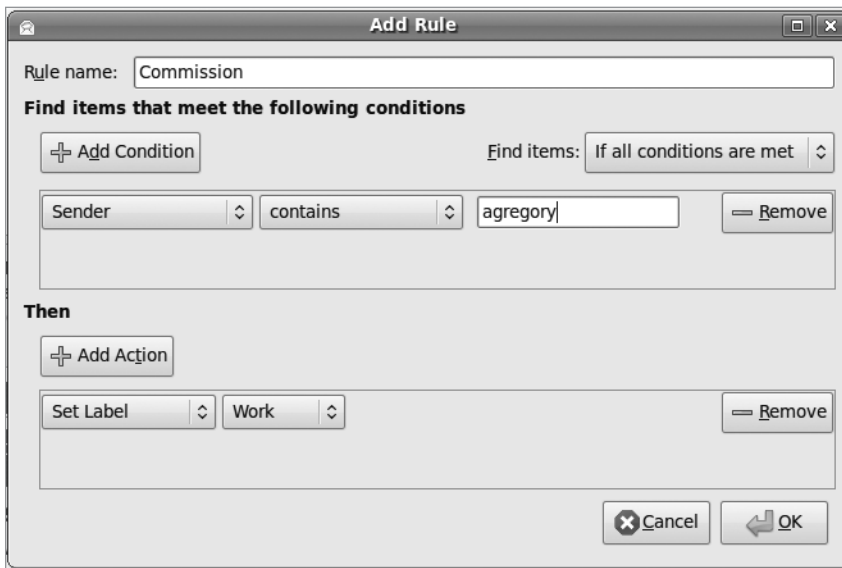 Add Rule
Rule name: Commission
Find items that meet the following conditions
Add Condition Find items: If all conditions are met
Sender contains agregory Remove
Then
Add Action
Set Label Work Remove
Cancel OK